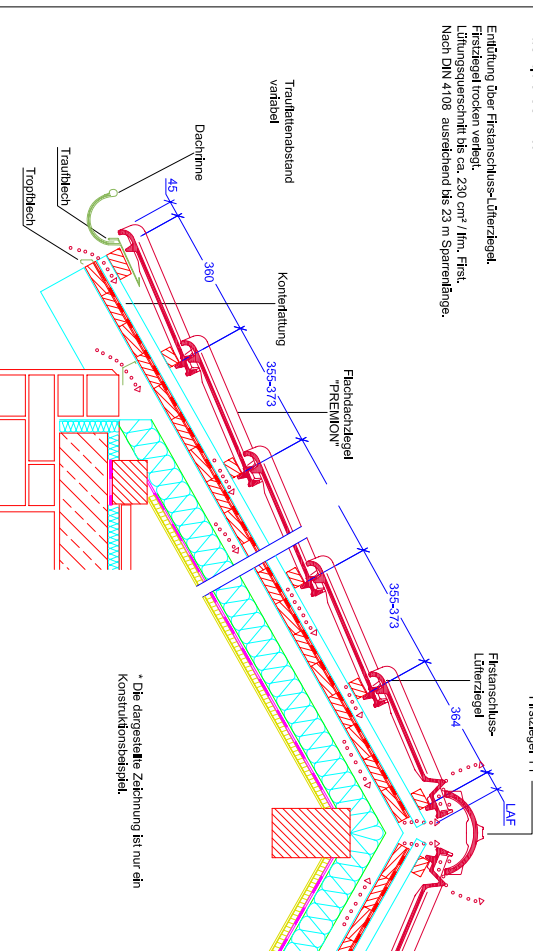 Entlüftung über Firstanschluss-Lüfterziegel.
Firstziegel trocken verlegt.
Lüftungsquerschnitt bis ca. 230 cm² / lfm. First.
Nach DIN 4108 ausreichend bis 23 m Sparrenlänge.
Trauflattenabstand
variabel
Dachrinne
Traufblech
Tropfblech
45
360
Konterlattung
355-373
Flachdachziegel
"PREMION"
355-373
Firstanschluss-
Lüfterziegel
364
LAF
* Die dargestellte Zeichnung ist nur ein
Konstruktionsbeispiel.